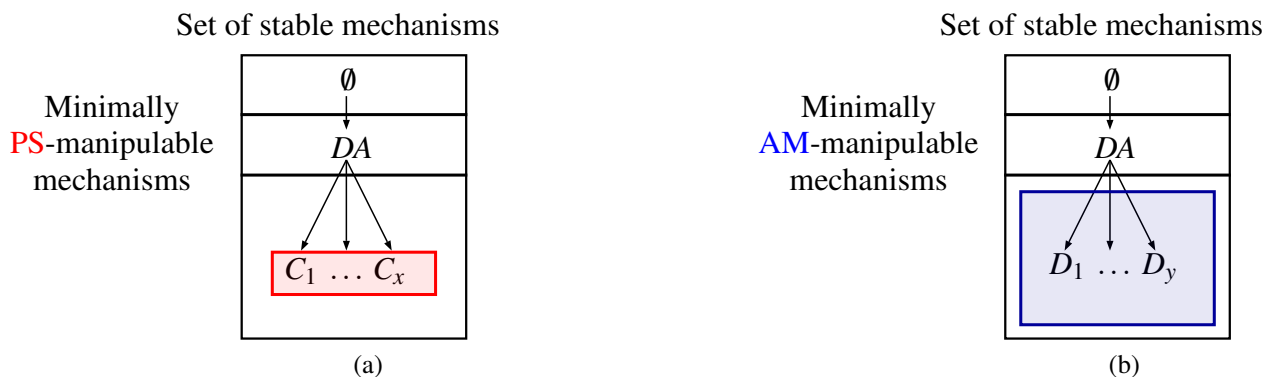 Set of stable mechanisms
∅
Minimally
PS-manipulable
mechanisms
DA
C₁ … Cₓ
(a)
Set of stable mechanisms
∅
Minimally
AM-manipulable
mechanisms
DA
D₁ … Dᵧ
(b)